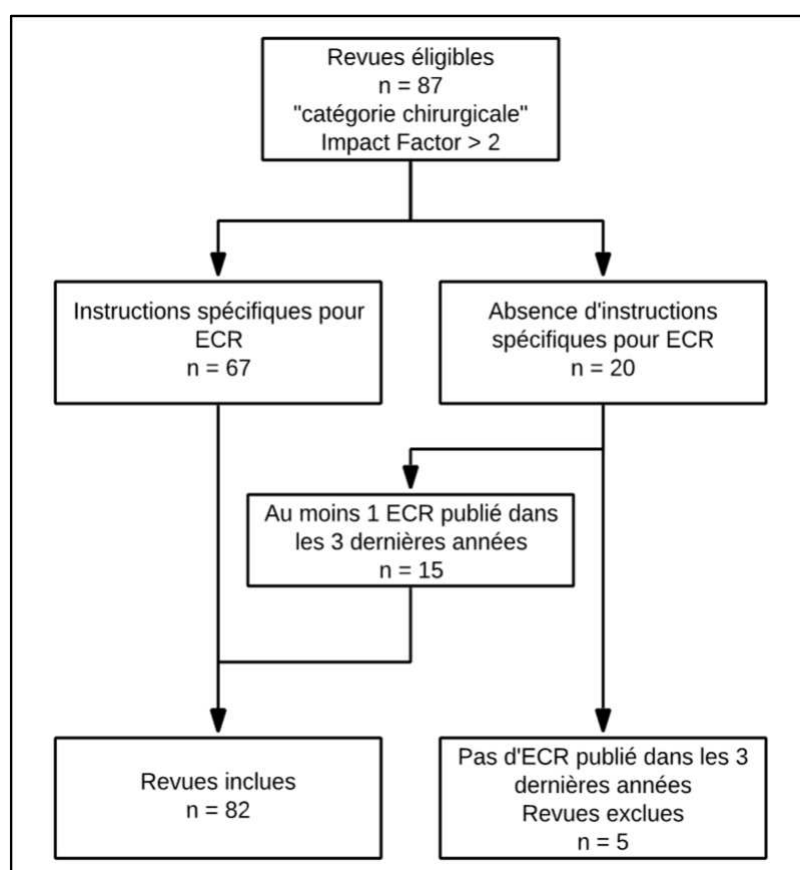 Revues éligibles
n = 87
"catégorie chirurgicale"
Impact Factor > 2
Instructions spécifiques pour
ECR
n = 67
Absence d'instructions
spécifiques pour ECR
n = 20
Au moins 1 ECR publié dans
les 3 dernières années
n = 15
Revues inclues
n = 82
Pas d'ECR publié dans les 3
dernières années
Revues exclues
n = 5